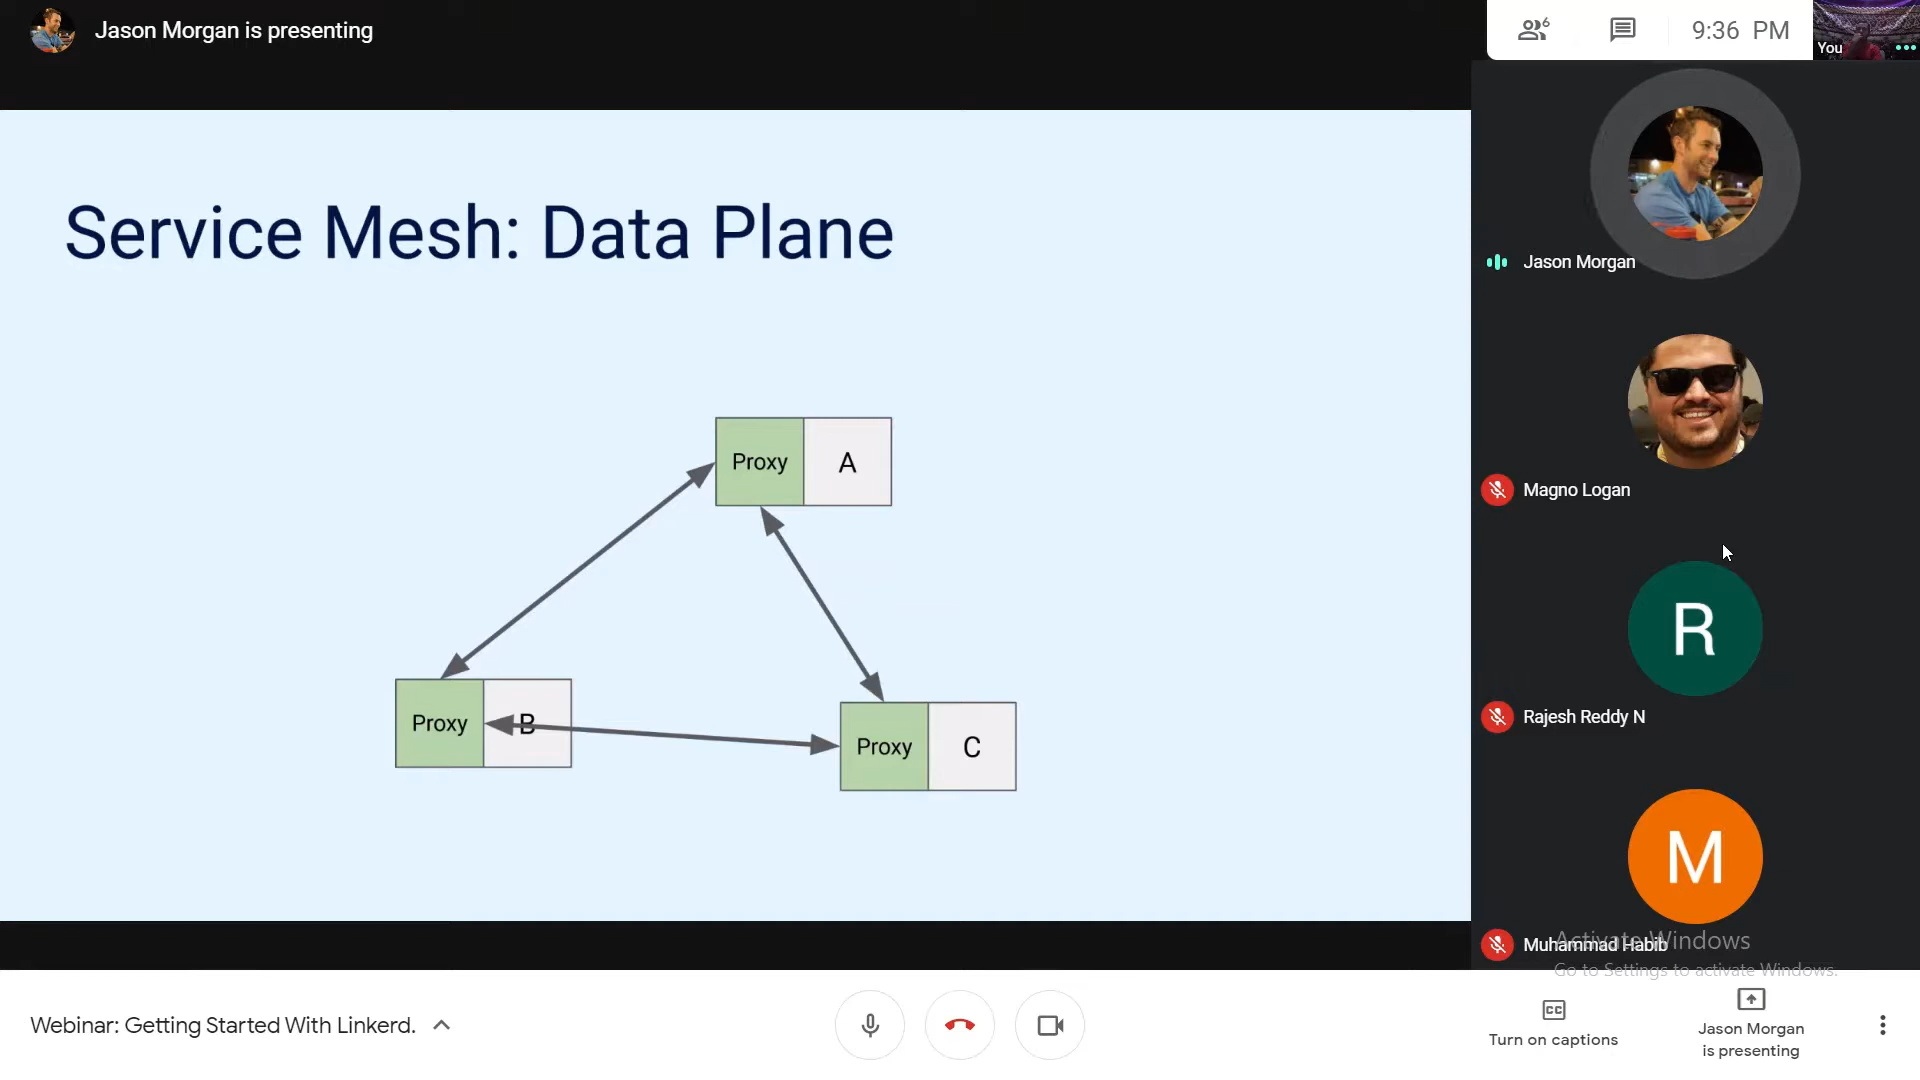 Jason Morgan is presenting
6
9:36 PM
You
Service Mesh: Data Plane
Proxy A
Proxy B
Proxy C
Jason Morgan
Magno Logan
R
Rajesh Reddy N
M
Muhammad Habib
Activate Windows
Go to Settings to activate Windows.
Webinar: Getting Started With Linkerd.
CC
Turn on captions
Jason Morgan
is presenting